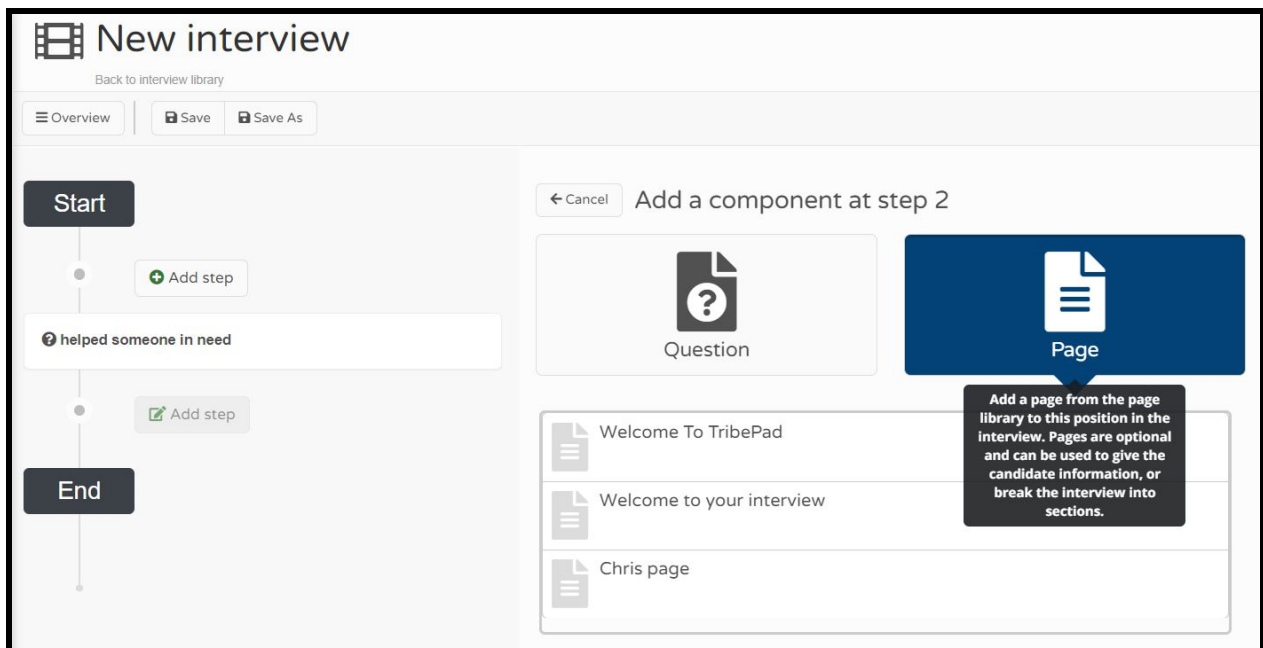 New interview
Back to interview library
Overview
Save
Save As
Start
Add step
helped someone in need
Add step
End
Cancel
Add a component at step 2
Question
Page
Add a page from the page
library to this position in the
interview. Pages are optional
and can be used to give the
candidate information, or
break the interview into
sections.
Welcome To TribePad
Welcome to your interview
Chris page